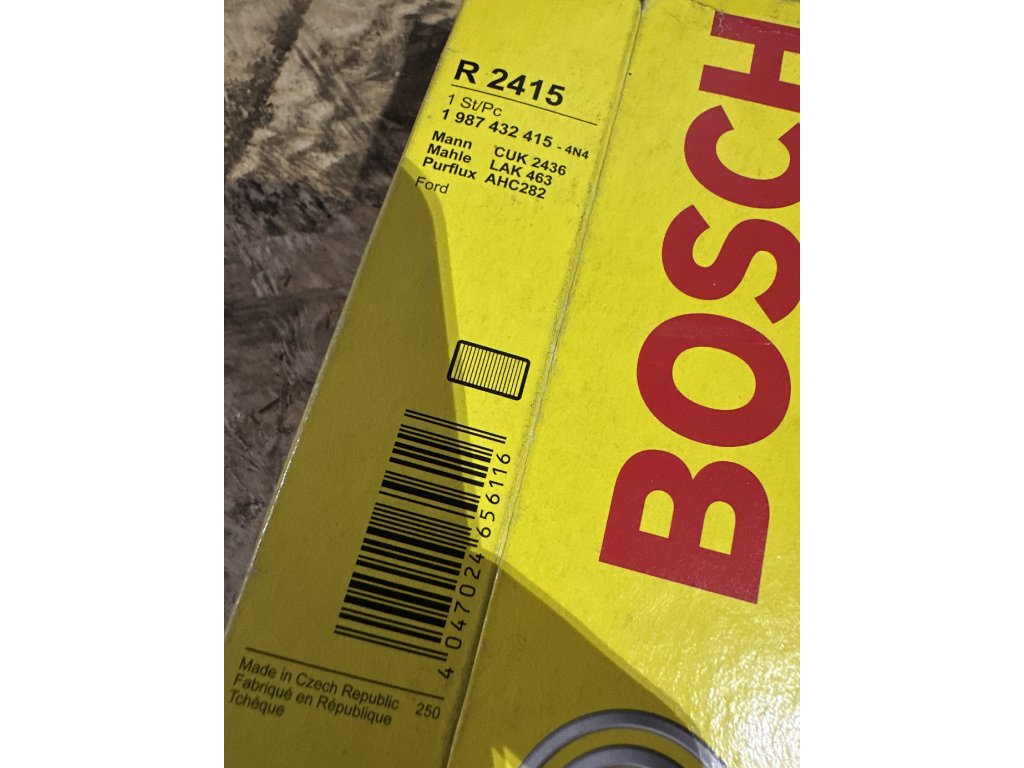 R 2415
1 St/Pc
1 987 432 415 - 4N4
Mann CUK 2436
Mahle LAK 463
Purflux AHC282
Ford
4 047024 656116
Made in Czech Republic 250
Fabriqué en République
Tchèque
BOSCH